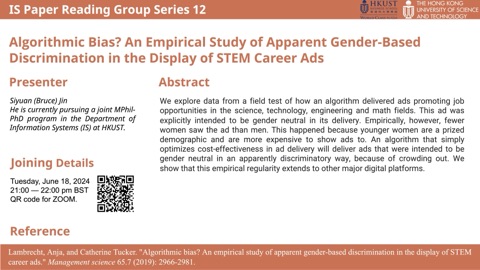 IS Paper Reading Group Series 12
HKUST
THE HONG KONG
UNIVERSITY OF SCIENCE
AND TECHNOLOGY
Algorithmic Bias? An Empirical Study of Apparent Gender-Based
Discrimination in the Display of STEM Career Ads
Presenter
Siyuan (Bruce) Jin
He is currently pursuing a joint MPhil-
PhD program in the Department of
Information Systems (IS) at HKUST.
Joining Details
Tuesday, June 18, 2024
21:00 — 22:00 pm BST
QR code for ZOOM.
Abstract
We explore data from a field test of how an algorithm delivered ads promoting job
opportunities in the science, technology, engineering and math fields. This ad was
explicitly intended to be gender neutral in its delivery. Empirically, however, fewer
women saw the ad than men. This happened because younger women are a prized
demographic and are more expensive to show ads to. An algorithm that simply
optimizes cost-effectiveness in ad delivery will deliver ads that were intended to be
gender neutral in an apparently discriminatory way, because of crowding out. We
show that this empirical regularity extends to other major digital platforms.
Reference
Lambrecht, Anja, and Catherine Tucker. "Algorithmic bias? An empirical study of apparent gender-based discrimination in the display of STEM
career ads." Management science 65.7 (2019): 2966-2981.